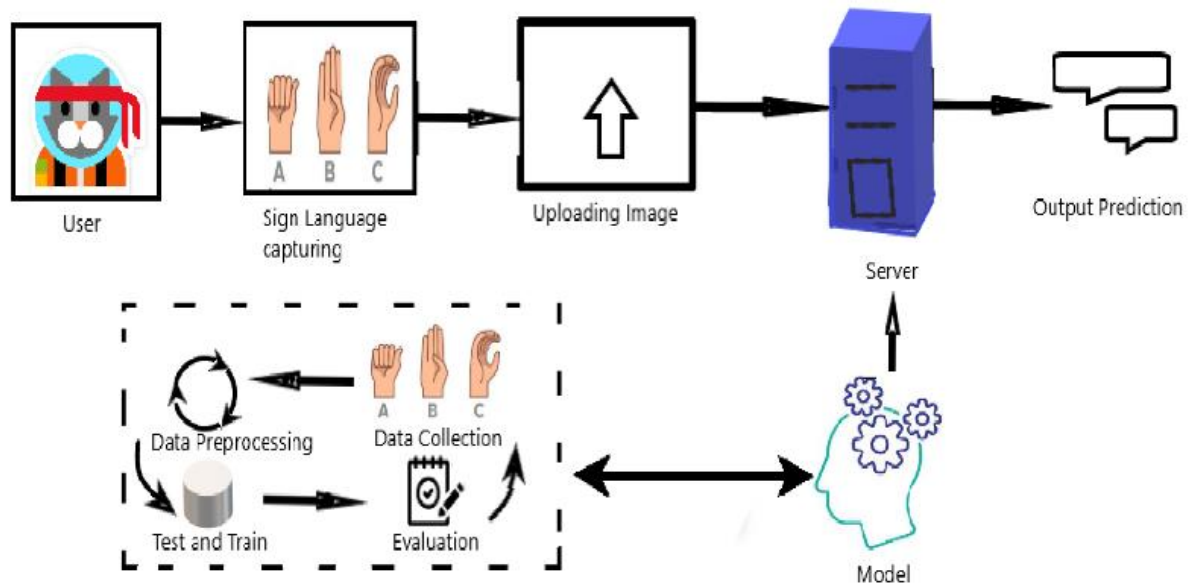 A B C
User
Sign Language
capturing
Uploading Image
Server
Output Prediction
A B C
Data Preprocessing
Data Collection
Test and Train
Evaluation
Model